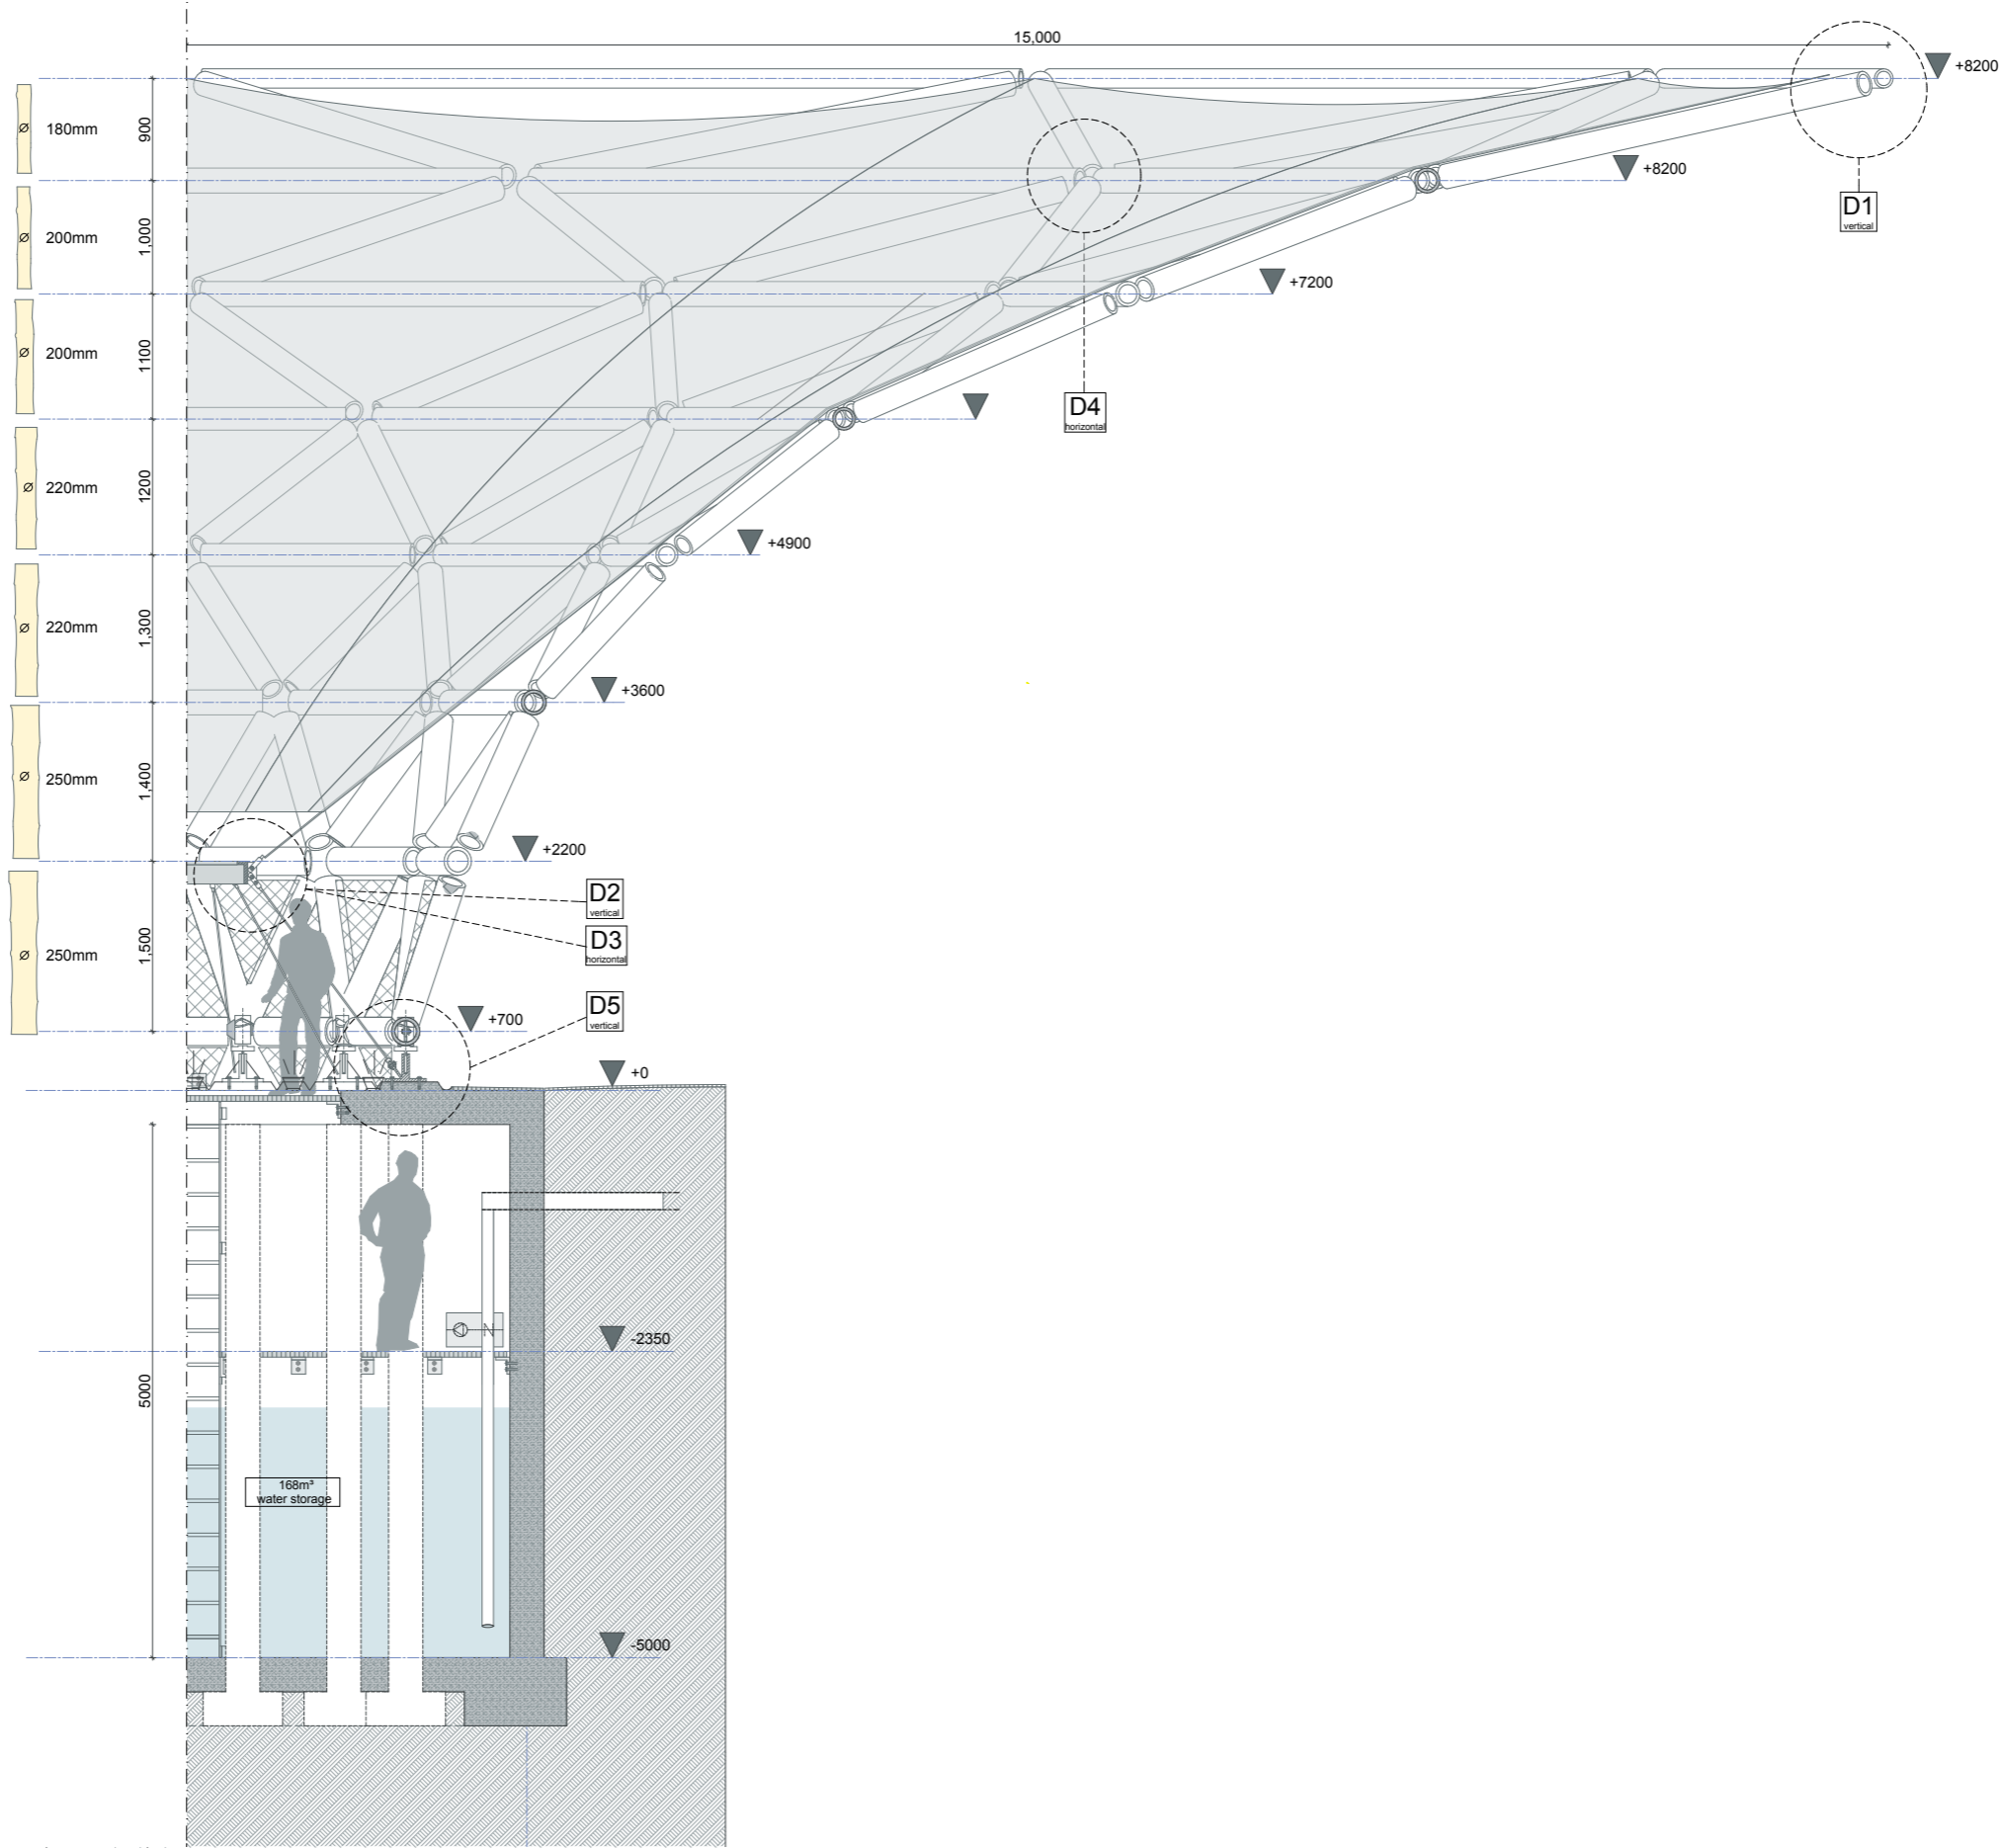 15,000
+8200
Ø 180mm
900
+8200
D1
vertical
Ø 200mm
1,000
+7200
Ø 200mm
1100
D4
horizontal
Ø 220mm
1200
+4900
Ø 220mm
1,300
+3600
Ø 250mm
1,400
+2200
D2
vertical
D3
horizontal
Ø 250mm
1,500
D5
vertical
+700
+0
N
-2350
5000
168m³
water storage
-5000